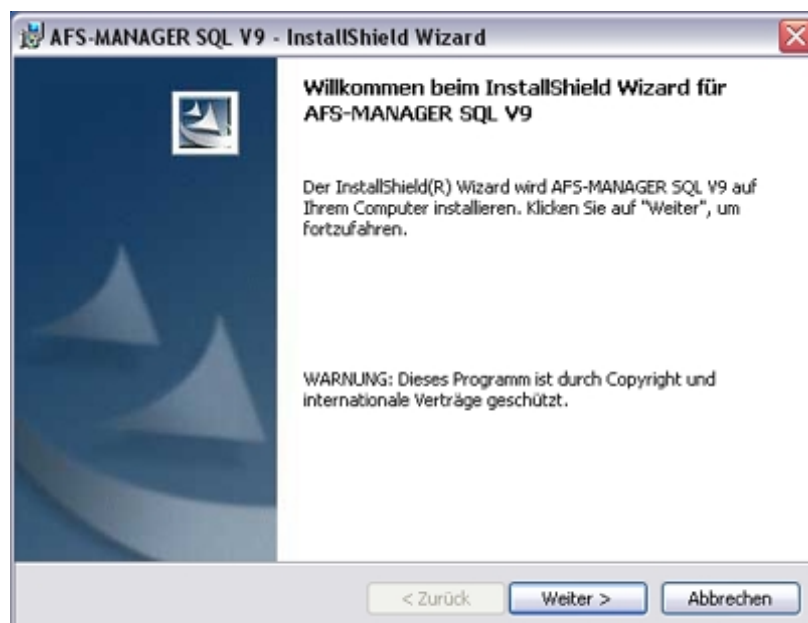 AFS-MANAGER SQL V9 - InstallShield Wizard
Willkommen beim InstallShield Wizard für
AFS-MANAGER SQL V9
Der InstallShield(R) Wizard wird AFS-MANAGER SQL V9 auf
Ihrem Computer installieren. Klicken Sie auf "Weiter", um
fortzufahren.
WARNUNG: Dieses Programm ist durch Copyright und
internationale Verträge geschützt.
< Zurück
Weiter >
Abbrechen